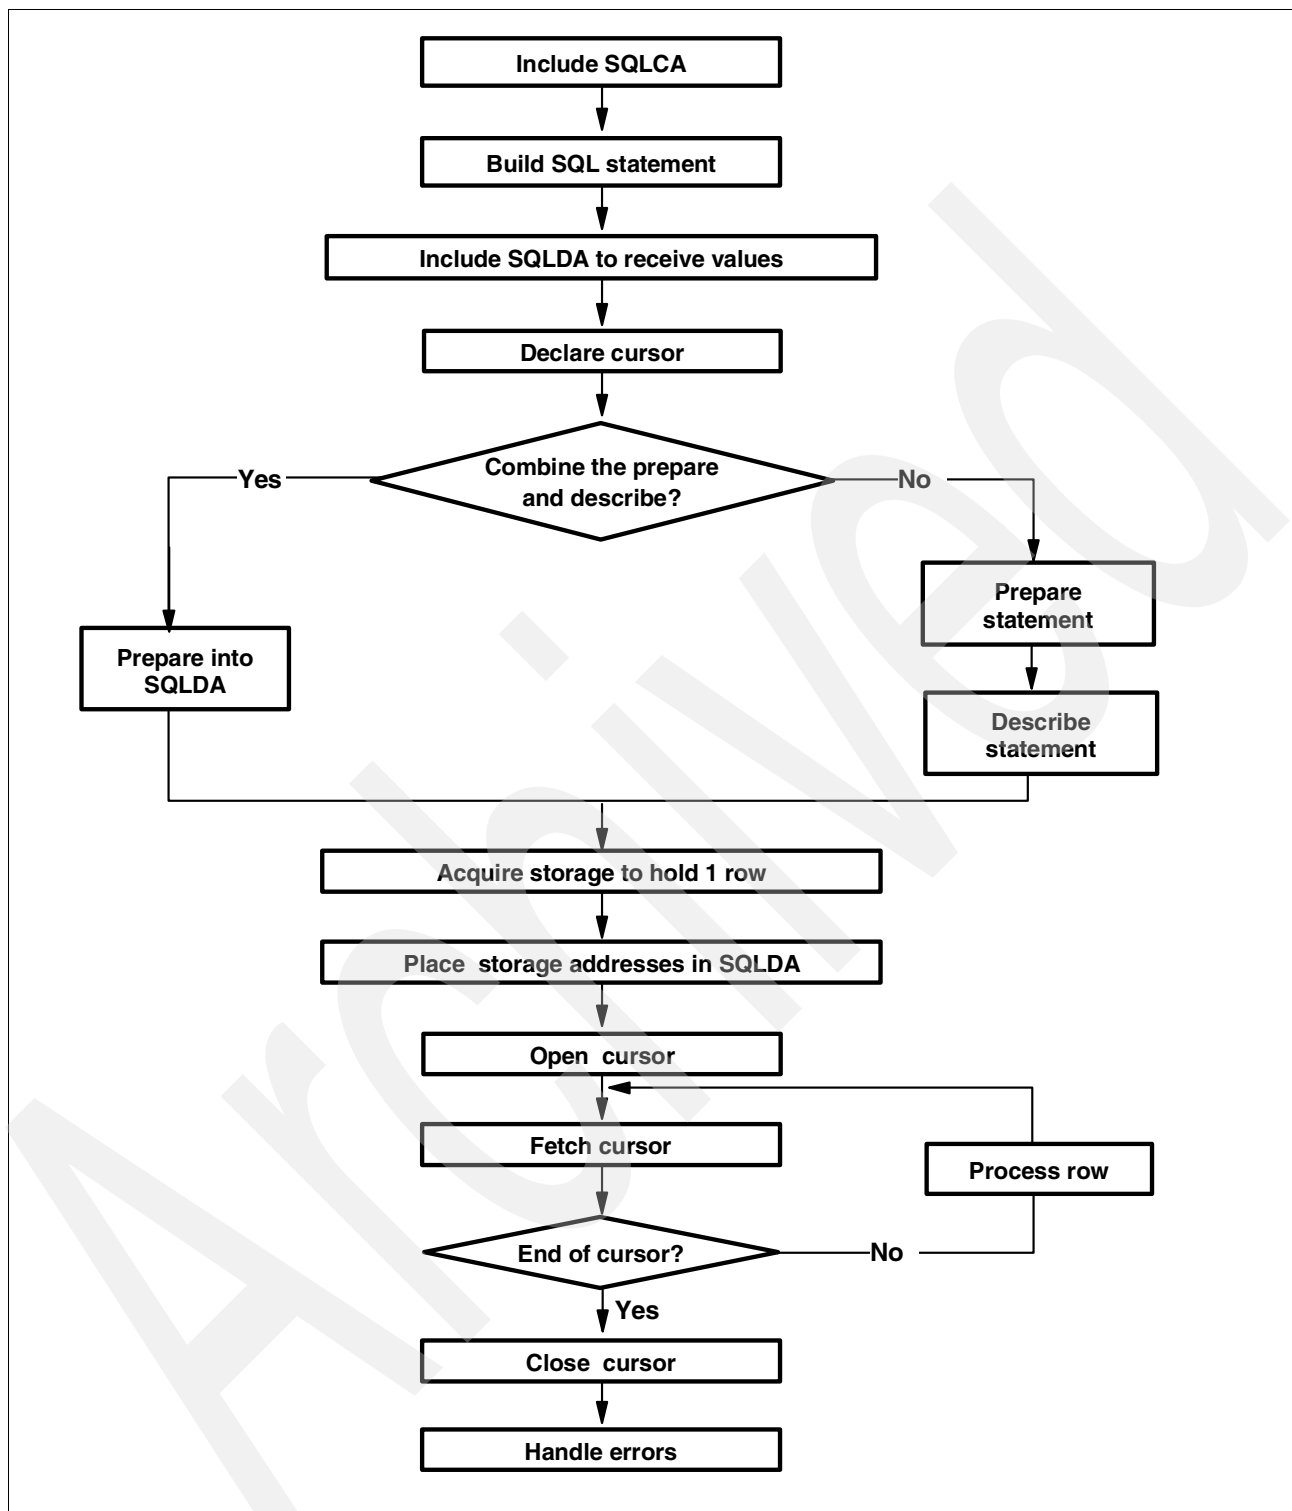 Include SQLCA
Build SQL statement
Include SQLDA to receive values
Declare cursor
Combine the prepare
and describe?
Yes
No
Prepare
statement
Prepare into
SQLDA
Describe
statement
Acquire storage to hold 1 row
Place storage addresses in SQLDA
Open cursor
Fetch cursor
Process row
End of cursor?
No
Yes
Close cursor
Handle errors
Archived